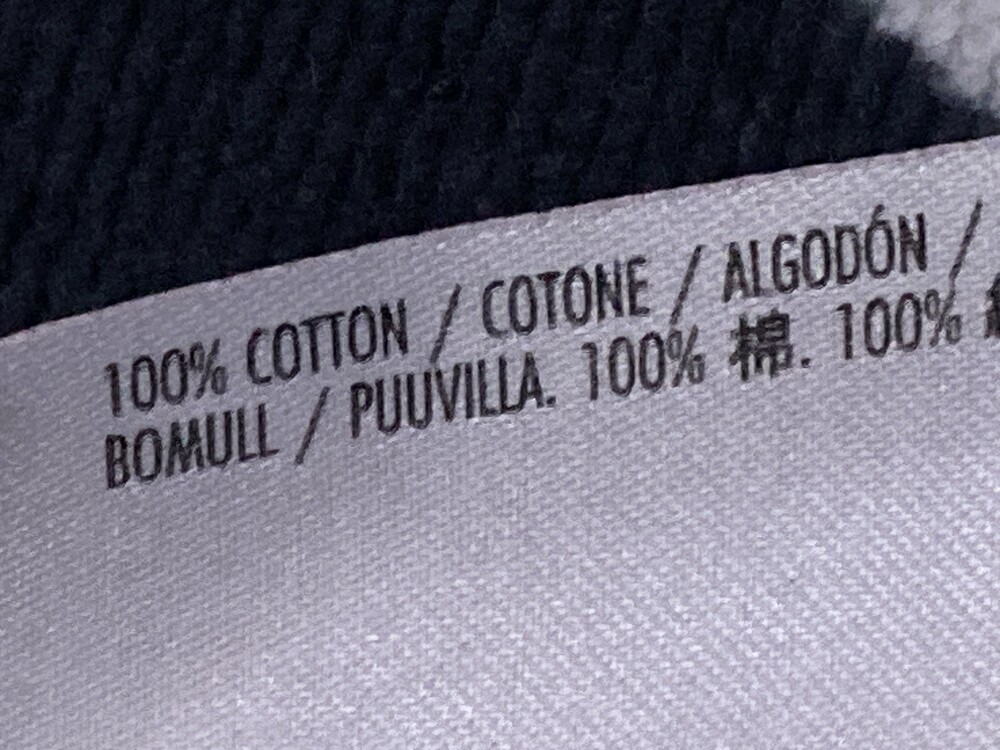 100% COTTON / COTONE / ALGODÓN /
BOMULL / PUUVILLA. 100% 棉. 100%